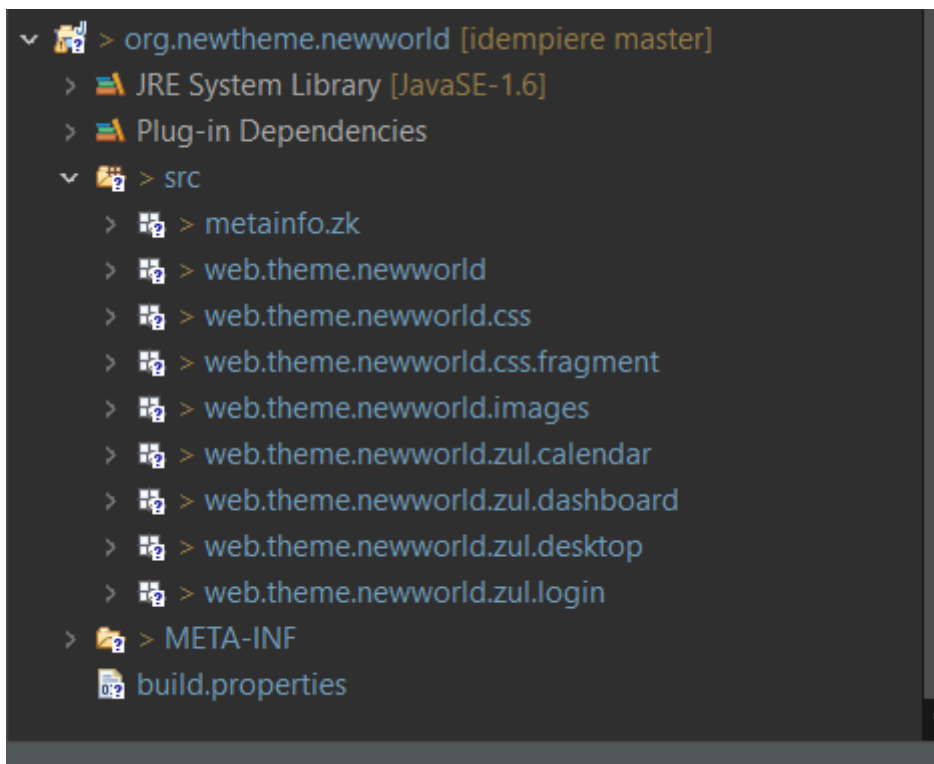 > org.newtheme.newworld [idempiere master]
JRE System Library [JavaSE-1.6]
Plug-in Dependencies
> src
> metainfo.zk
> web.theme.newworld
> web.theme.newworld.css
> web.theme.newworld.css.fragment
> web.theme.newworld.images
> web.theme.newworld.zul.calendar
> web.theme.newworld.zul.dashboard
> web.theme.newworld.zul.desktop
> web.theme.newworld.zul.login
> META-INF
build.properties